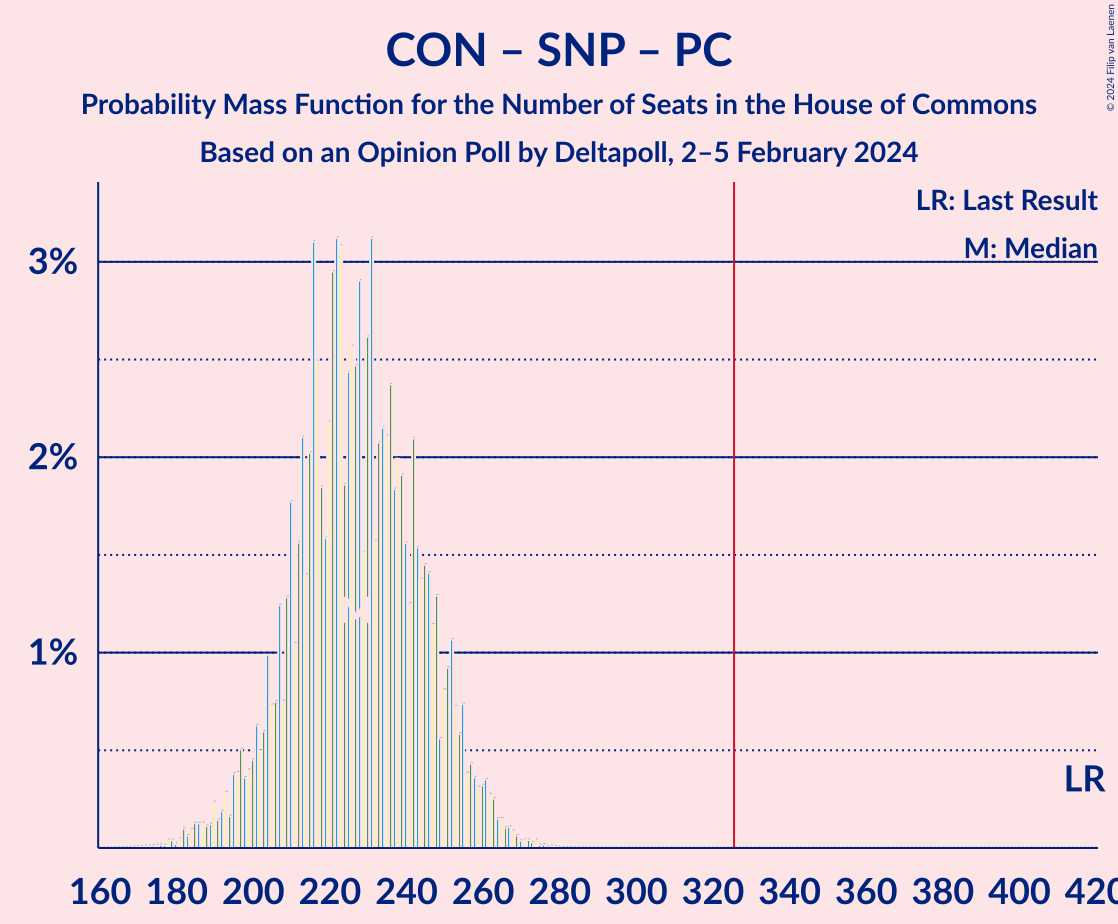 CON – SNP – PC
Probability Mass Function for the Number of Seats in the House of Commons
Based on an Opinion Poll by Deltapoll, 2–5 February 2024
© 2024 Filip van Laenen
LR: Last Result
M: Median
3%
2%
1%
LR
160 180 200 220 240 260 280 300 320 340 360 380 400 420